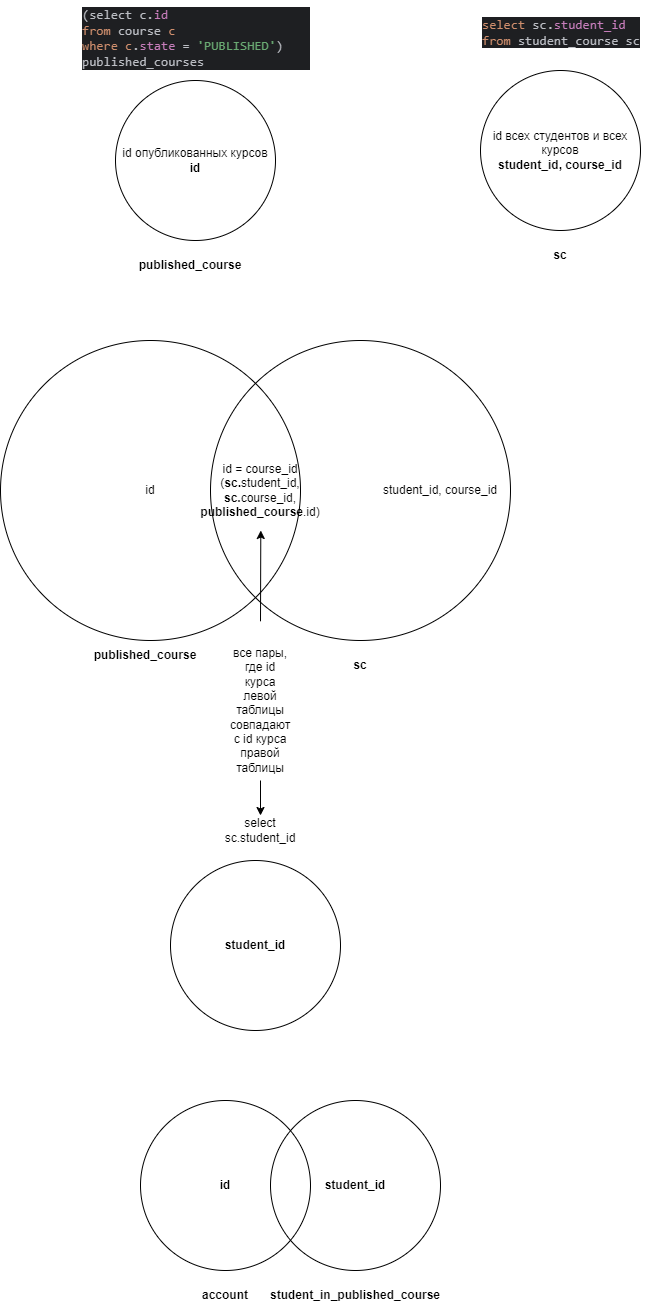 (select c.id
from course c
where c.state = 'PUBLISHED')
published_courses
select sc.student_id
from student_course sc
id опубликованных курсов
id
id всех студентов и всех
курсов
student_id, course_id
published_course
sc
id
id = course_id
(sc.student_id,
sc.course_id,
published_course.id)
student_id, course_id
published_course
sc
все пары,
где id
курса
левой
таблицы
совпадают
с id курса
правой
таблицы
select
sc.student_id
student_id
id
student_id
account
student_in_published_course